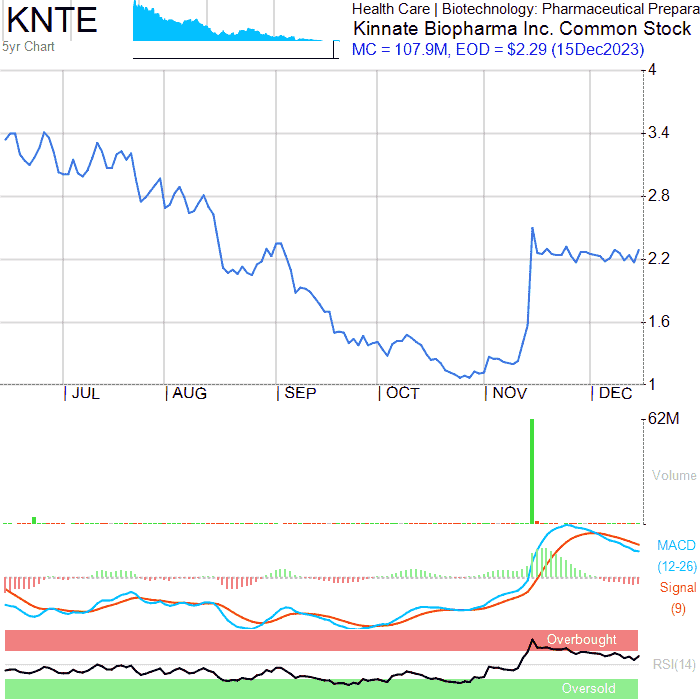 KNTE
5yr Chart
Health Care | Biotechnology: Pharmaceutical Prepara
Kinnate Biopharma Inc. Common Stock
MC = 107.9M, EOD = $2.29 (15Dec2023)
4
3.4
2.8
2.2
1.6
1
| JUL | AUG | SEP | OCT | NOV | DEC
62M
Volume
MACD
(12-26)
Signal
(9)
Overbought
RSI(14)
Oversold